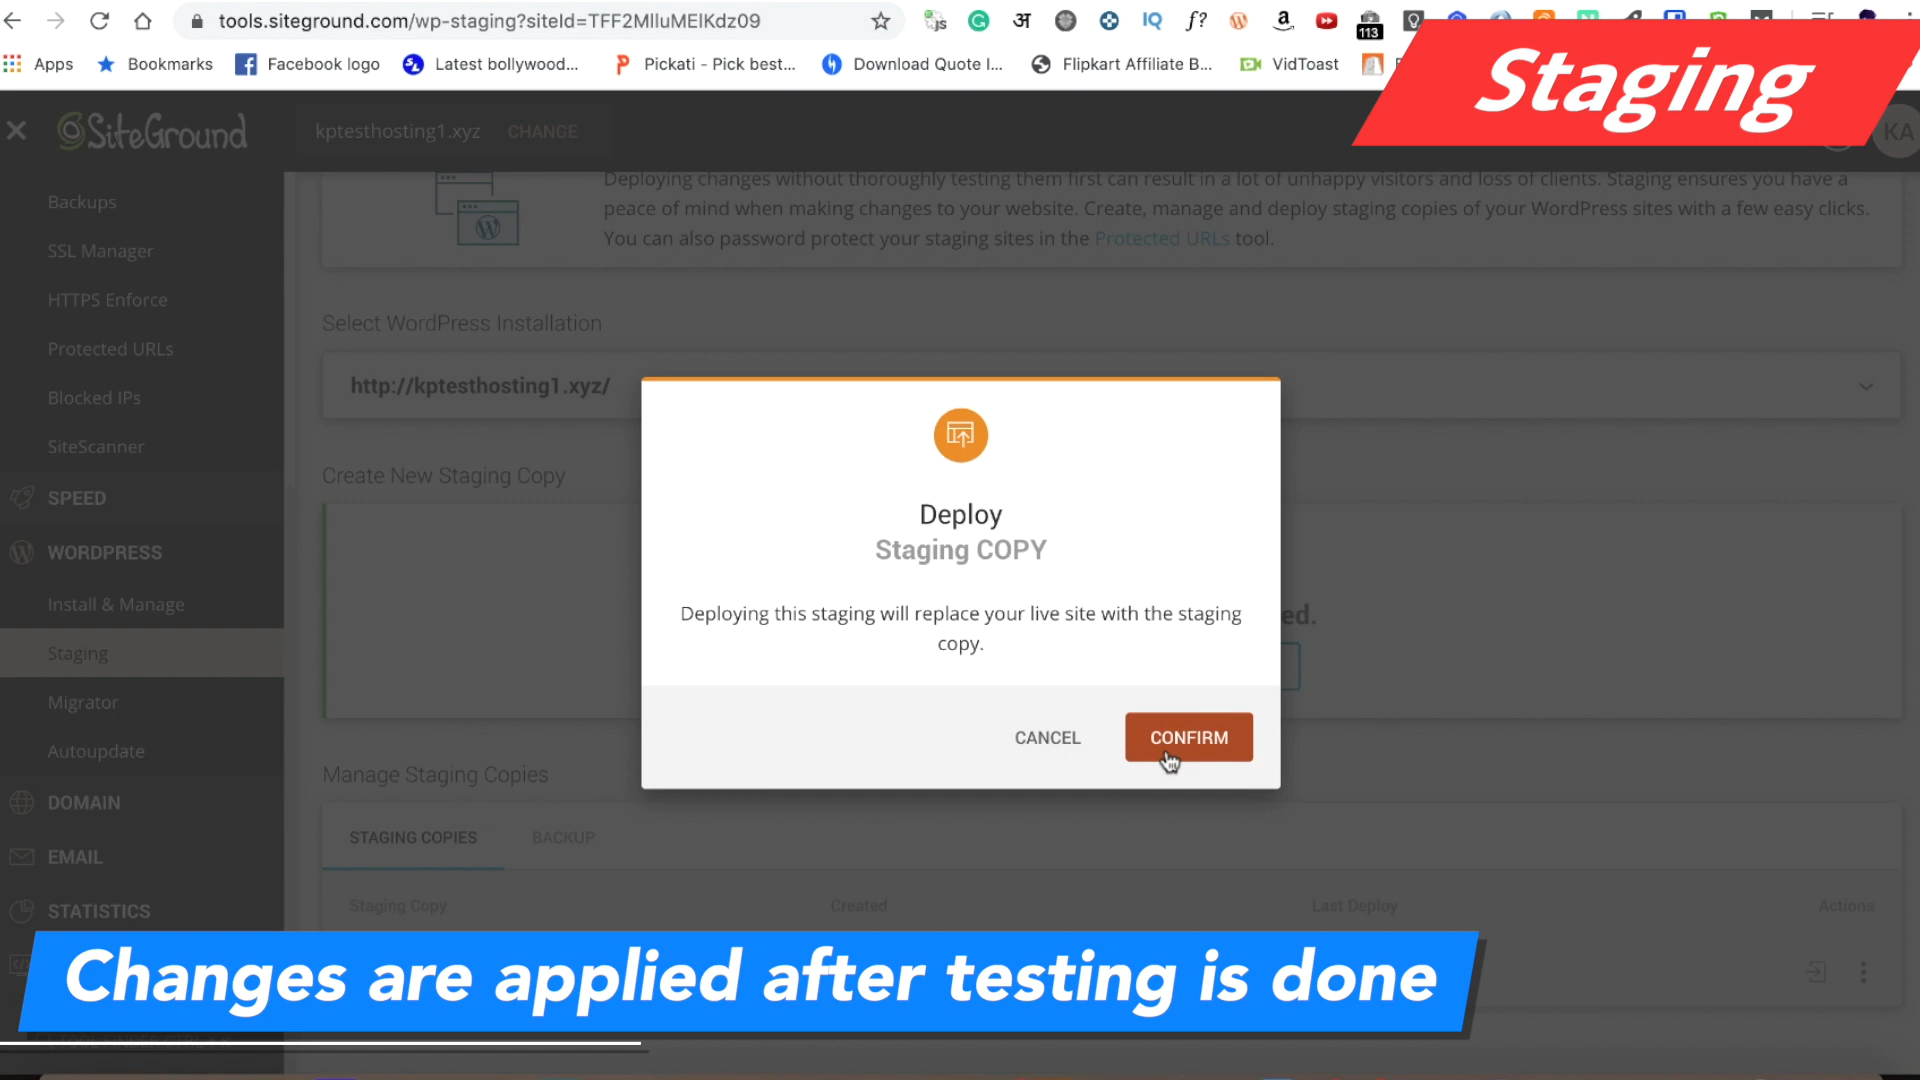 tools.siteground.com/wp-staging?siteId=TFF2MlluMElKdz09
अ
IQ
f?
a
113
Apps
Bookmarks
Facebook logo
Latest bollywood...
Pickati - Pick best...
Download Quote I...
Flipkart Affiliate B...
VidToast
Staging
SiteGround
kptesthosting1.xyz
CHANGE
KA
Backups
SSL Manager
HTTPS Enforce
Protected URLs
Blocked IPs
SiteScanner
SPEED
WORDPRESS
Install & Manage
Staging
Migrator
Autoupdate
DOMAIN
EMAIL
STATISTICS
Deploying changes without thoroughly testing them first can result in a lot of unhappy visitors and loss of clients. Staging ensures you have a
peace of mind when making changes to your website. Create, manage and deploy staging copies of your WordPress sites with a few easy clicks.
You can also password protect your staging sites in the Protected URLs tool.
Select WordPress Installation
http://kptesthosting1.xyz/
Create New Staging Copy
ed.
Deploy
Staging COPY
Deploying this staging will replace your live site with the staging
copy.
CANCEL
CONFIRM
Manage Staging Copies
STAGING COPIES
BACKUP
Staging Copy
Created
Last Deploy
Actions
Changes are applied after testing is done